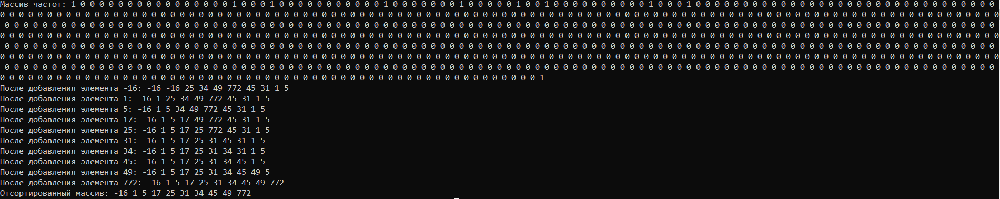 Массив частот: 1 0 0 0 0 0 0 0 0 0 0 0 0 0 0 0 0 1 0 0 0 1 0 0 0 0 0 0 0 0 0 0 0 1 0 0 0 0 0 0 0 1 0 0 0 0 0 1 0 0 1 0 0 0 0 0 0 0 0 0 0 1 0 0 0 1 0 0 0 0 0 0 0 0 0 0 0 0 0 0 0 0 0 0 0 0 0 0 0 0 0 0 0 0 0 0 0 0
0 0 0 0 0 0 0 0 0 0 0 0 0 0 0 0 0 0 0 0 0 0 0 0 0 0 0 0 0 0 0 0 0 0 0 0 0 0 0 0 0 0 0 0 0 0 0 0 0 0 0 0 0 0 0 0 0 0 0 0 0 0 0 0 0 0 0 0 0 0 0 0 0 0 0 0 0 0 0 0 0 0 0 0 0 0 0 0 0 0 0 0 0 0 0 0 0 0 0 0 0 0 0 0 0 0
0 0 0 0 0 0 0 0 0 0 0 0 0 0 0 0 0 0 0 0 0 0 0 0 0 0 0 0 0 0 0 0 0 0 0 0 0 0 0 0 0 0 0 0 0 0 0 0 0 0 0 0 0 0 0 0 0 0 0 0 0 0 0 0 0 0 0 0 0 0 0 0 0 0 0 0 0 0 0 0 0 0 0 0 0 0 0 0 0 0 0 0 0 0 0 0 0 0 0 0 0 0 0 0 0
0 0 0 0 0 0 0 0 0 0 0 0 0 0 0 0 0 0 0 0 0 0 0 0 0 0 0 0 0 0 0 0 0 0 0 0 0 0 0 0 0 0 0 0 0 0 0 0 0 0 0 0 0 0 0 0 0 0 0 0 0 0 0 0 0 0 0 0 0 0 0 0 0 0 0 0 0 0 0 0 0 0 0 0 0 0 0 0 0 0 0 0 0 0 0 0 0 0 0 0 0 0 0 0 0 0
0 0 0 0 0 0 0 0 0 0 0 0 0 0 0 0 0 0 0 0 0 0 0 0 0 0 0 0 0 0 0 0 0 0 0 0 0 0 0 0 0 0 0 0 0 0 0 0 0 0 0 0 0 0 0 0 0 0 0 0 0 0 0 0 0 0 0 0 0 0 0 0 0 0 0 0 0 0 0 0 0 0 0 0 0 0 0 0 0 0 0 0 0 0 0 0 0 0 0 0 0 0 0 0 0
0 0 0 0 0 0 0 0 0 0 0 0 0 0 0 0 0 0 0 0 0 0 0 0 0 0 0 0 0 0 0 0 0 0 0 0 0 0 0 0 0 0 0 0 0 0 0 0 0 0 0 0 0 0 0 0 0 0 0 0 0 0 0 0 0 0 0 0 0 0 0 0 0 0 0 0 0 0 0 0 0 0 0 0 0 0 0 0 0 0 0 0 0 0 0 0 0 0 0 0 0 0 0 0 0 0
0 0 0 0 0 0 0 0 0 0 0 0 0 0 0 0 0 0 0 0 0 0 0 0 0 0 0 0 0 0 0 0 0 0 0 0 0 0 0 0 0 0 0 0 0 0 0 0 0 0 0 0 0 0 0 0 0 0 0 0 0 0 0 0 0 0 0 0 0 0 0 0 0 0 0 0 0 0 0 0 0 0 0 0 0 0 0 0 0 0 0 0 0 0 0 0 0 0 0 0 0 0 0 0 0
0 0 0 0 0 0 0 0 0 0 0 0 0 0 0 0 0 0 0 0 0 0 0 0 0 0 0 0 0 0 0 0 0 0 0 0 0 0 0 0 0 0 0 0 0 0 0 0 0 0 0 0 0 0 0 0 0 1
После добавления элемента -16: -16 -16 25 34 49 772 45 31 1 5
После добавления элемента 1: -16 1 25 34 49 772 45 31 1 5
После добавления элемента 5: -16 1 5 34 49 772 45 31 1 5
После добавления элемента 17: -16 1 5 17 49 772 45 31 1 5
После добавления элемента 25: -16 1 5 17 25 772 45 31 1 5
После добавления элемента 31: -16 1 5 17 25 31 45 31 1 5
После добавления элемента 34: -16 1 5 17 25 31 34 31 1 5
После добавления элемента 45: -16 1 5 17 25 31 34 45 1 5
После добавления элемента 49: -16 1 5 17 25 31 34 45 49 5
После добавления элемента 772: -16 1 5 17 25 31 34 45 49 772
Отсортированный массив: -16 1 5 17 25 31 34 45 49 772